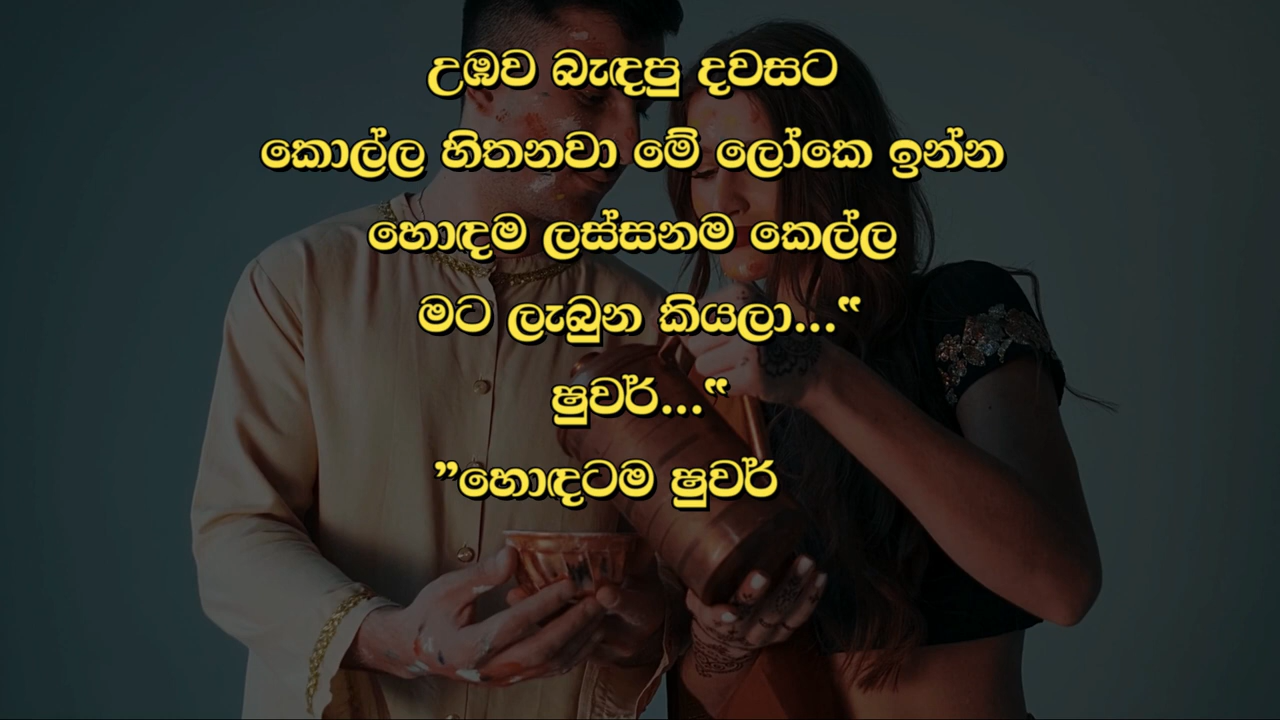 උඹව බැඳපු දවසට
කොල්ල හිතනවා මේ ලෝකෙ ඉන්න
හොඳම ලස්සනම කෙල්ල
මට ලැබුන කියලා...“
ෂුවර්...“
”හොඳටම ෂුවර්